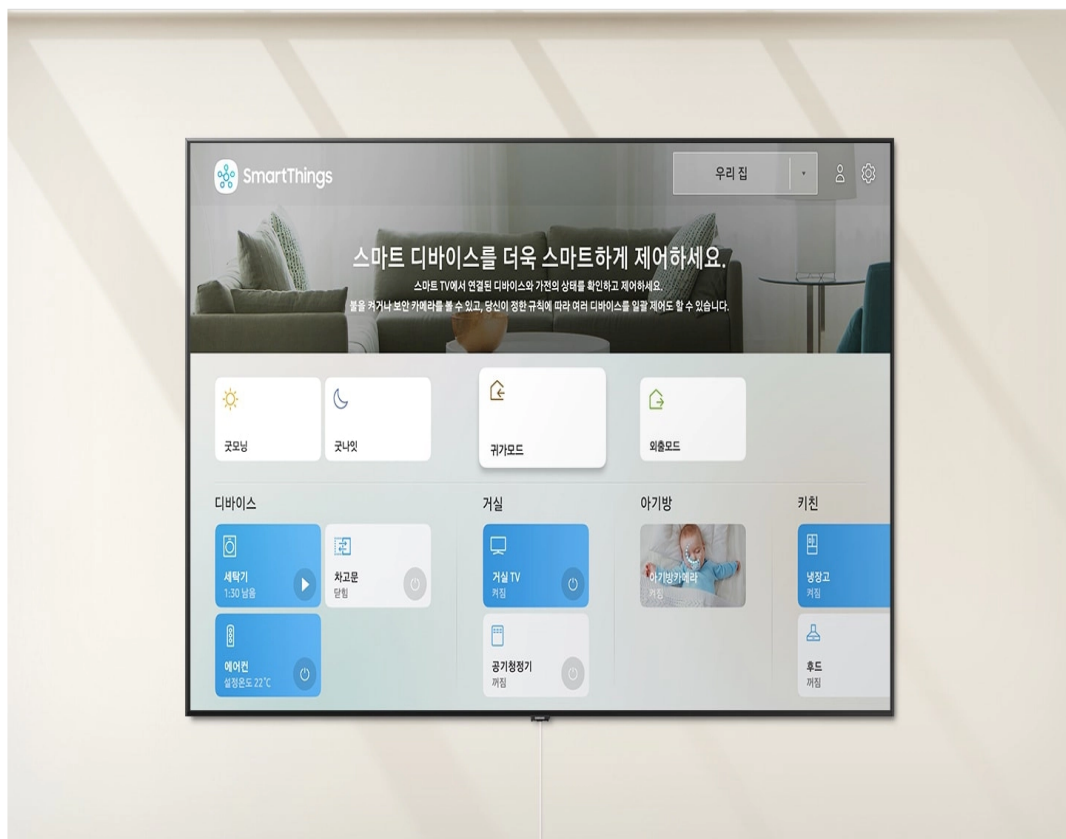 SmartThings
우리 집
스마트 디바이스를 더욱 스마트하게 제어하세요.
스마트 TV에서 연결된 디바이스와 가전의 상태를 확인하고 제어하세요.
불을 켜거나 보안 카메라를 볼 수 있고, 당신이 정한 규칙에 따라 여러 디바이스를 일괄 제어도 할 수 있습니다.
굿모닝
굿나잇
귀가모드
외출모드
디바이스
거실
아기방
키친
세탁기
1:30 남음
차고문
닫힘
거실 TV
켜짐
아기방카메라
켜짐
냉장고
켜짐
에어컨
설정온도 22°C
공기청정기
꺼짐
후드
꺼짐